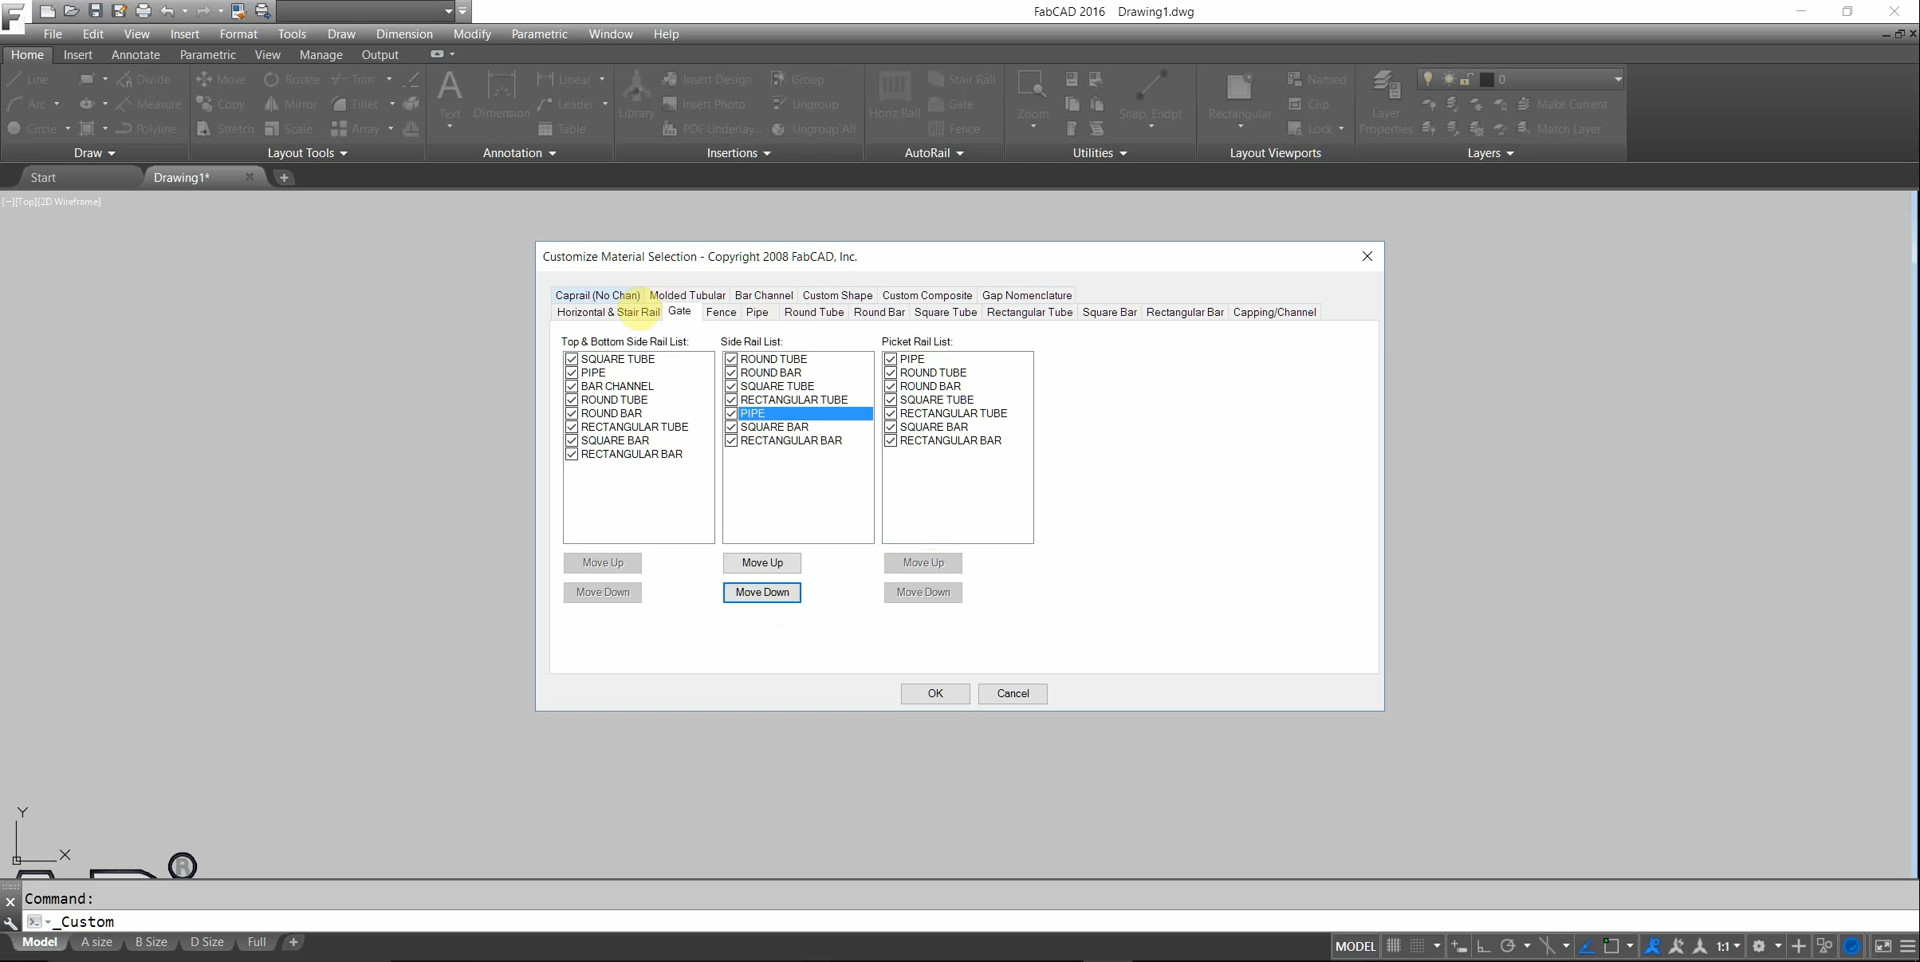 FabCAD 2016 Drawing1.dwg
File Edit View Insert Format Tools Draw Dimension Modify Parametric Window Help
Home Insert Annotate Parametric View Manage Output
Line Divide Move Rotate Trim Linear Insert Design Group Stair Rail Named 0
Arc Measure Copy Mirror Fillet Leader Insert Photo Ungroup Gate Clip Make Current
Text Dimension Library Horiz Rail Zoom Snap, Endpt Rectangular Layer Properties
Circle Polyline Stretch Scale Array Table PDF Underlay... Ungroup All Fence Lock Match Layer
Draw Layout Tools Annotation Insertions AutoRail Utilities Layout Viewports Layers
Start Drawing1*
[−][Top][2D Wireframe]
Customize Material Selection - Copyright 2008 FabCAD, Inc.
Caprail (No Chan) Molded Tubular Bar Channel Custom Shape Custom Composite Gap Nomenclature
Horizontal & Stair Rail Gate Fence Pipe Round Tube Round Bar Square Tube Rectangular Tube Square Bar Rectangular Bar Capping/Channel
Top & Bottom Side Rail List:
SQUARE TUBE
PIPE
BAR CHANNEL
ROUND TUBE
ROUND BAR
RECTANGULAR TUBE
SQUARE BAR
RECTANGULAR BAR
Move Up
Move Down
Side Rail List:
ROUND TUBE
ROUND BAR
SQUARE TUBE
RECTANGULAR TUBE
PIPE
SQUARE BAR
RECTANGULAR BAR
Move Up
Move Down
Picket Rail List:
PIPE
ROUND TUBE
ROUND BAR
SQUARE TUBE
RECTANGULAR TUBE
SQUARE BAR
RECTANGULAR BAR
Move Up
Move Down
OK Cancel
Y
X
®
Command:
_Custom
Model A size B Size D Size Full
MODEL 1:1